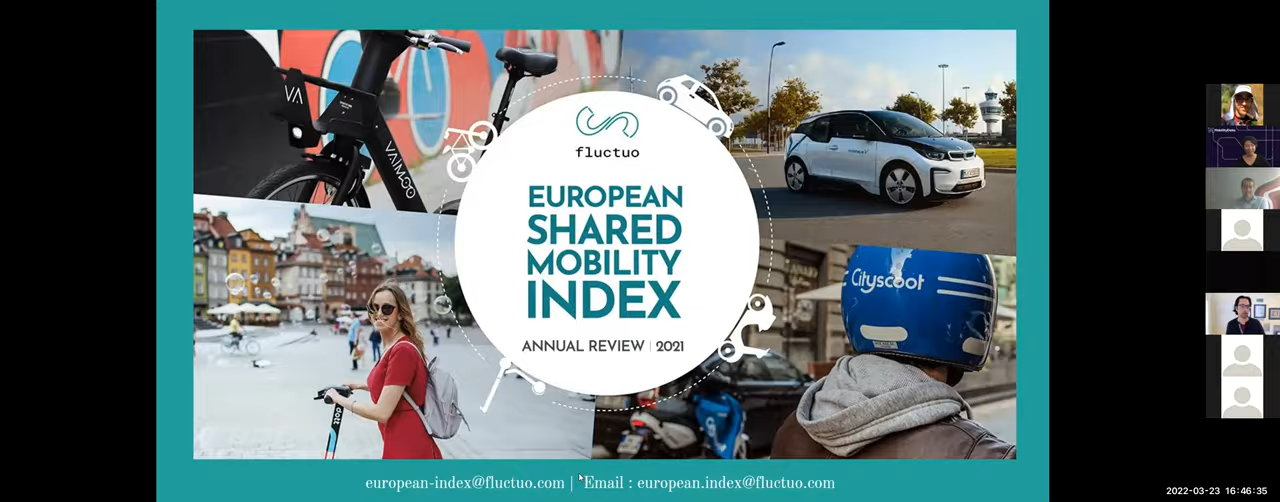 VA
VAIMOO
fluctuo
EUROPEAN
SHARED
MOBILITY
INDEX
ANNUAL REVIEW | 2021
Cityscoot
dott
european-index@fluctuo.com | Email : european.index@fluctuo.com
2022-03-23 16:46:35